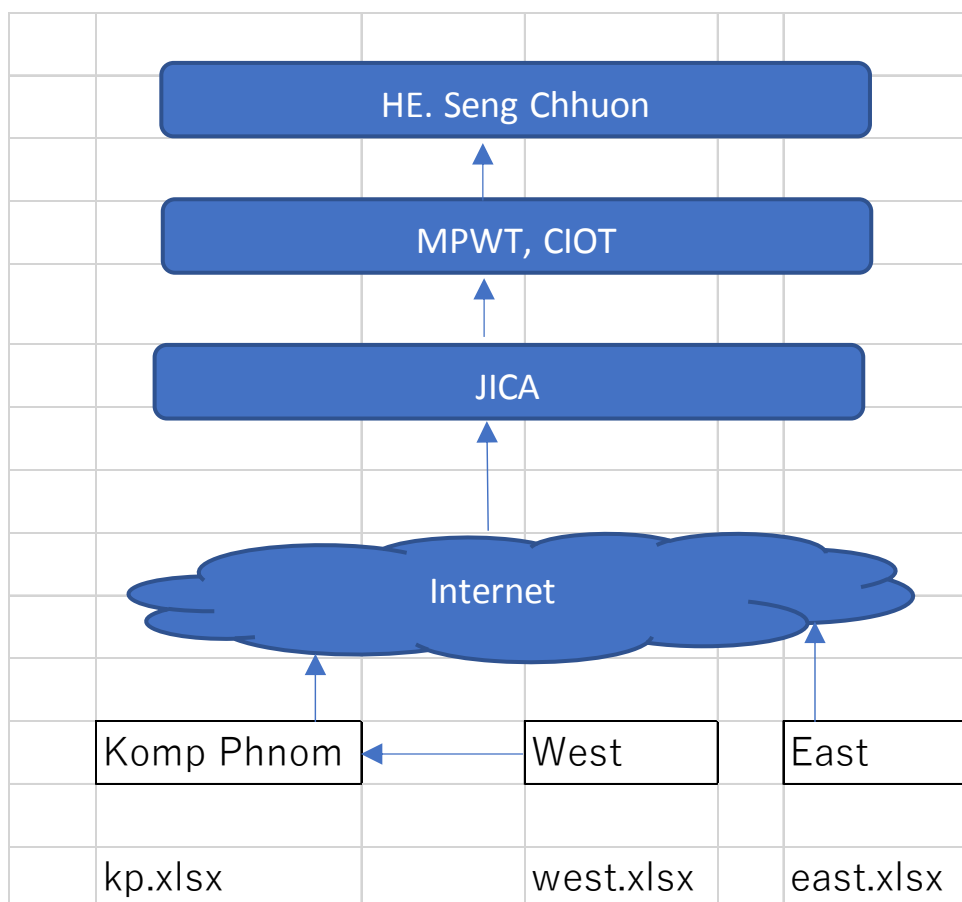 HE. Seng Chhuon
MPWT, CIOT
JICA
Internet
Komp Phnom
West
East
kp.xlsx
west.xlsx
east.xlsx